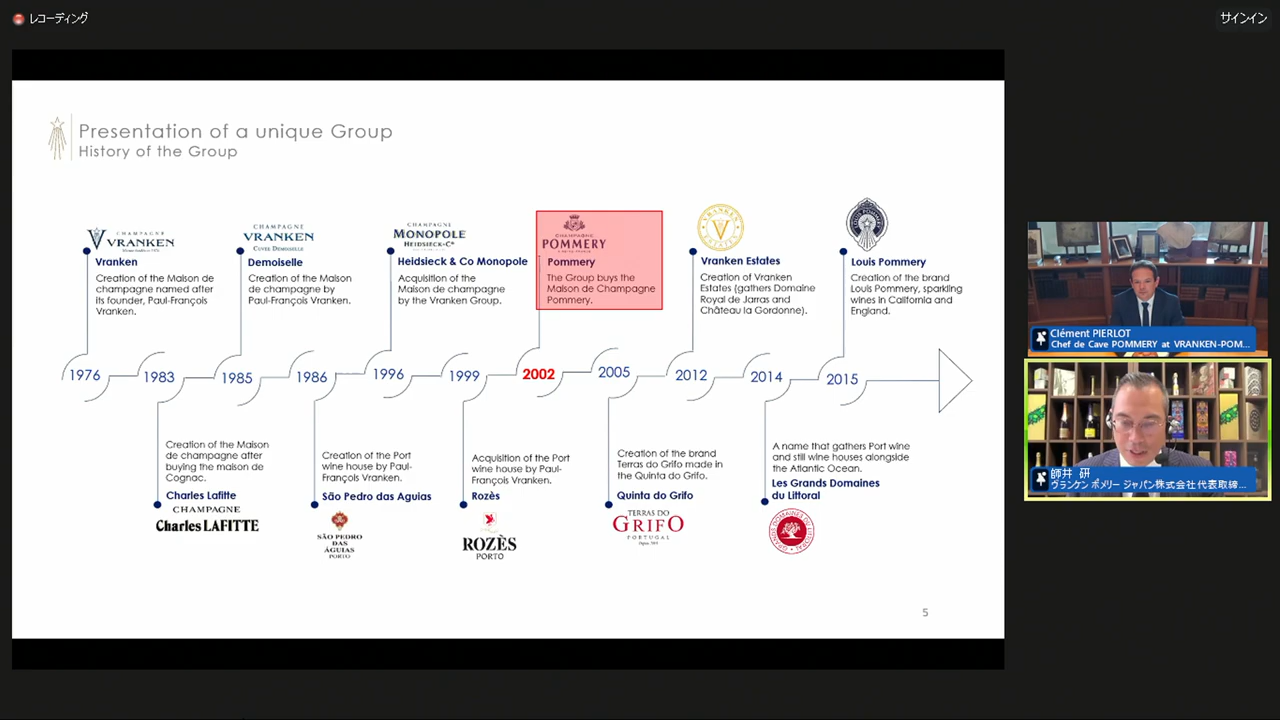 レコーディング
サインイン
Presentation of a unique Group
History of the Group
CHAMPAGNE
VRANKEN
Vranken
Creation of the Maison de
champagne named after
its founder, Paul-François
Vranken.
CHAMPAGNE
VRANKEN
CUVÉE DEMOISELLE
Demoiselle
Creation of the Maison
de champagne by
Paul-François Vranken.
CHAMPAGNE
MONOPOLE
HEIDSIECK & Cº
Heidsieck & Co Monopole
Acquisition of the
Maison de champagne
by the Vranken Group.
CHAMPAGNE
POMMERY
Pommery
The Group buys the
Maison de Champagne
Pommery.
VRANKEN
ESTATES
Vranken Estates
Creation of Vranken
Estates (gathers Domaine
Royal de Jarras and
Château la Gordonne).
LOUIS POMMERY
Louis Pommery
Creation of the brand
Louis Pommery, sparkling
wines in California and
England.
1976
1983
1985
1986
1996
1999
2002
2005
2012
2014
2015
Creation of the Maison
de champagne after
buying the maison de
Cognac.
Charles Lafitte
CHAMPAGNE
Charles LAFITTE
Creation of the Port
wine house by Paul-
François Vranken.
São Pedro das Aguias
SÃO PEDRO
DAS
ÁGUIAS
PORTO
Acquisition of the Port
wine house by Paul-
François Vranken.
Rozès
ROZÈS
PORTO
Creation of the brand
Terras do Grifo made in
the Quinta do Grifo.
Quinta do Grifo
TERRAS DO
GRIFO
PORTUGAL
A name that gathers Port wine
and still wine houses alongside
the Atlantic Ocean.
Les Grands Domaines
du Littoral
GRANDS DOMAINES DU LITTORAL
5
Clément PIERLOT
Chef de Cave POMMERY at VRANKEN-POM...
師井 研
ヴランケン ポメリー ジャパン株式会社 代表取締...